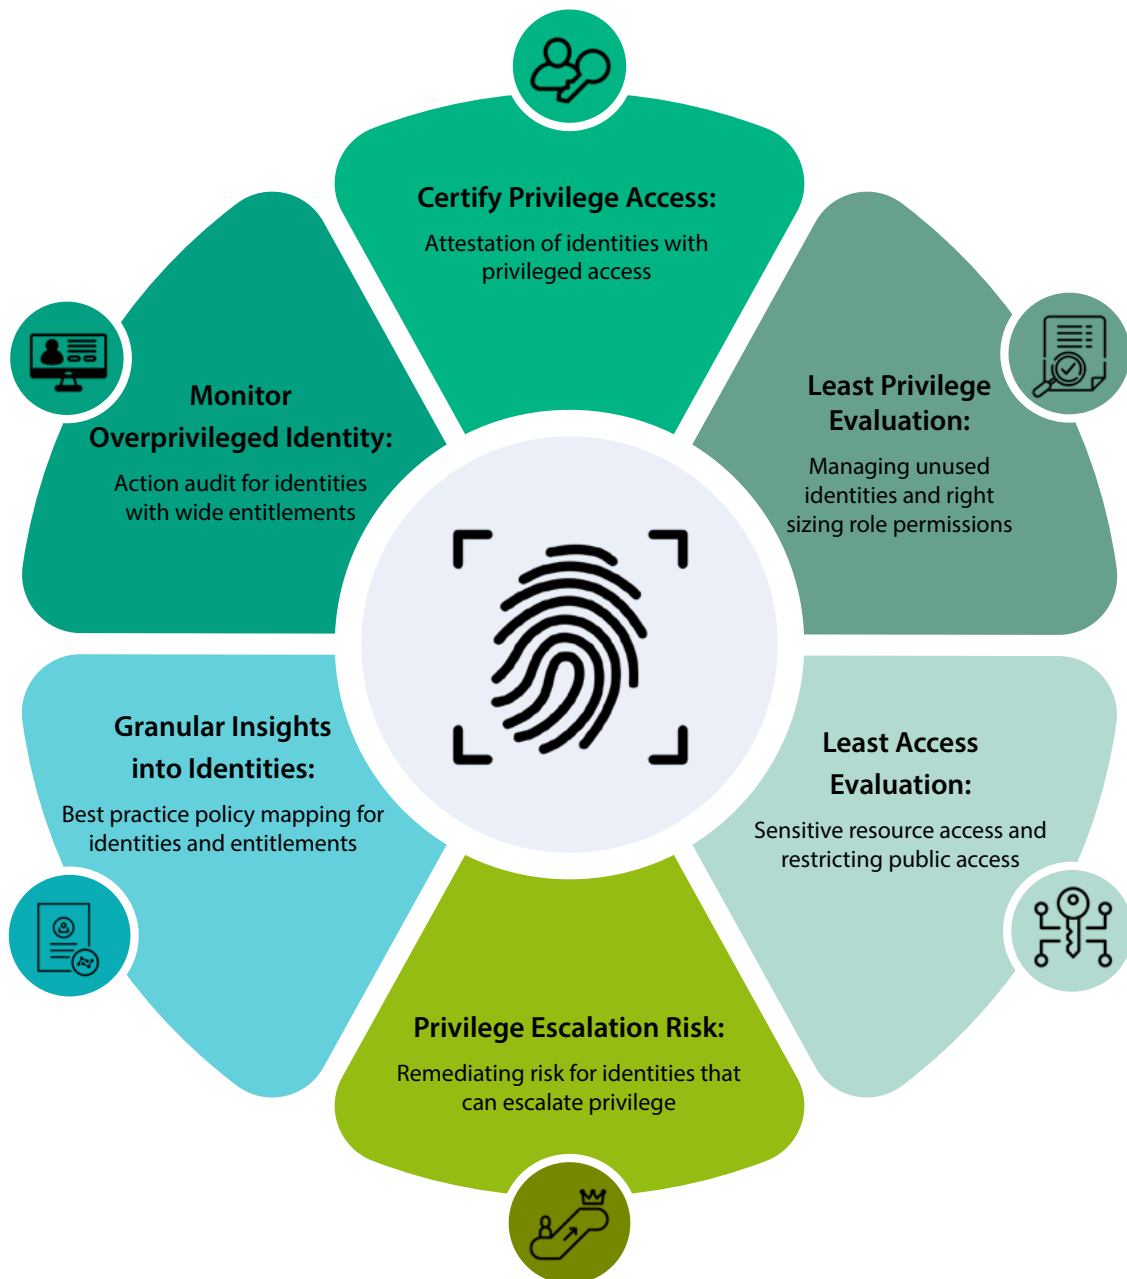 Certify Privilege Access:
Attestation of identities with
privileged access
Least Privilege
Evaluation:
Managing unused
identities and right
sizing role permissions
Least Access
Evaluation:
Sensitive resource access and
restricting public access
Privilege Escalation Risk:
Remediating risk for identities that
can escalate privilege
Granular Insights
into Identities:
Best practice policy mapping for
identities and entitlements
Monitor
Overprivileged Identity:
Action audit for identities
with wide entitlements